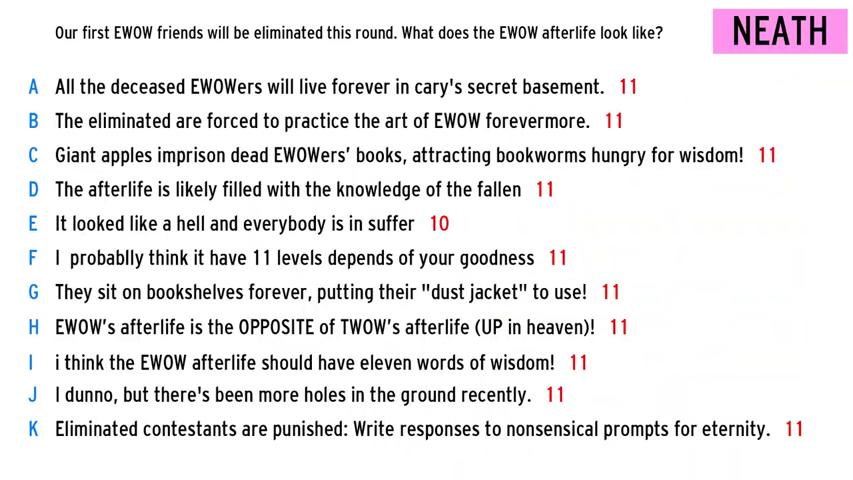 Our first EWOW friends will be eliminated this round. What does the EWOW afterlife look like?
NEATH
A All the deceased EWOWers will live forever in cary's secret basement. 11
B The eliminated are forced to practice the art of EWOW forevermore. 11
C Giant apples imprison dead EWOWers’ books, attracting bookworms hungry for wisdom! 11
D The afterlife is likely filled with the knowledge of the fallen 11
E It looked like a hell and everybody is in suffer 10
F I probablly think it have 11 levels depends of your goodness 11
G They sit on bookshelves forever, putting their "dust jacket" to use! 11
H EWOW’s afterlife is the OPPOSITE of TWOW’s afterlife (UP in heaven)! 11
I i think the EWOW afterlife should have eleven words of wisdom! 11
J I dunno, but there's been more holes in the ground recently. 11
K Eliminated contestants are punished: Write responses to nonsensical prompts for eternity. 11